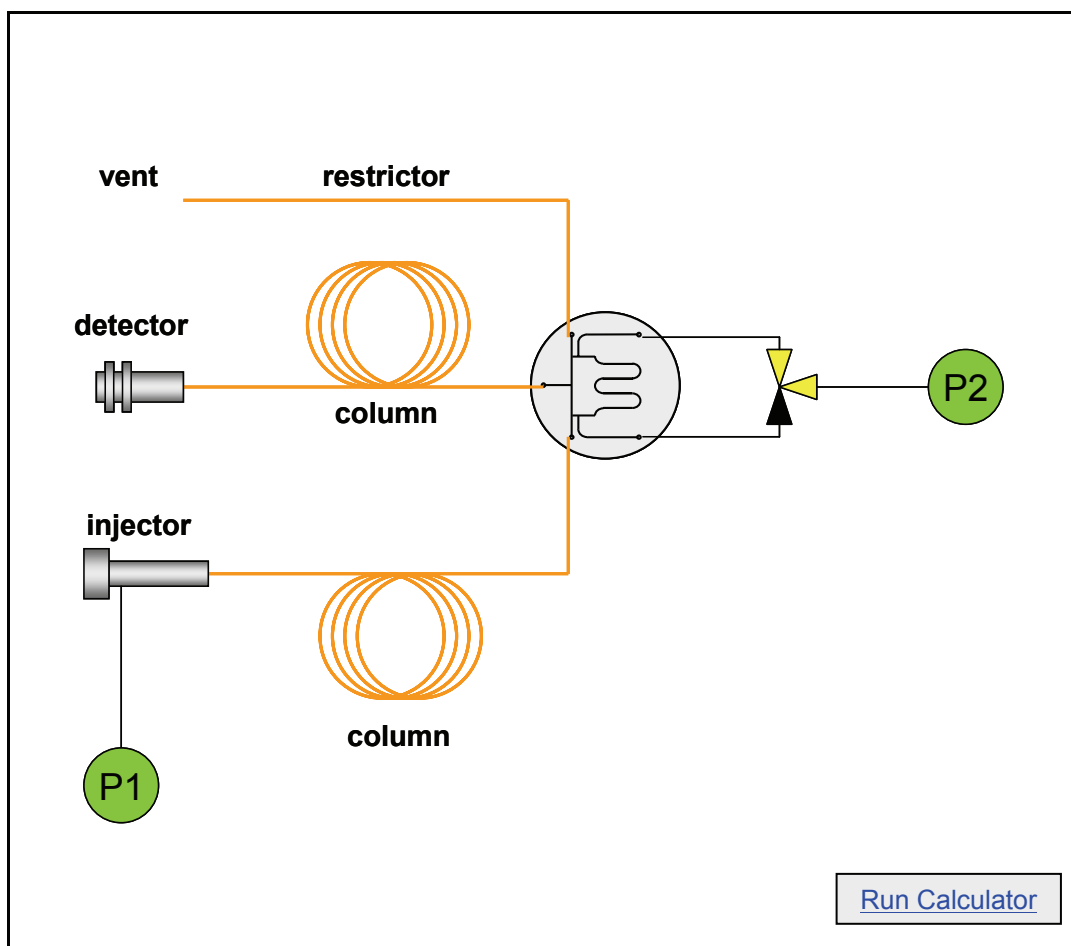 vent
restrictor
detector
column
P2
injector
column
P1
Run Calculator